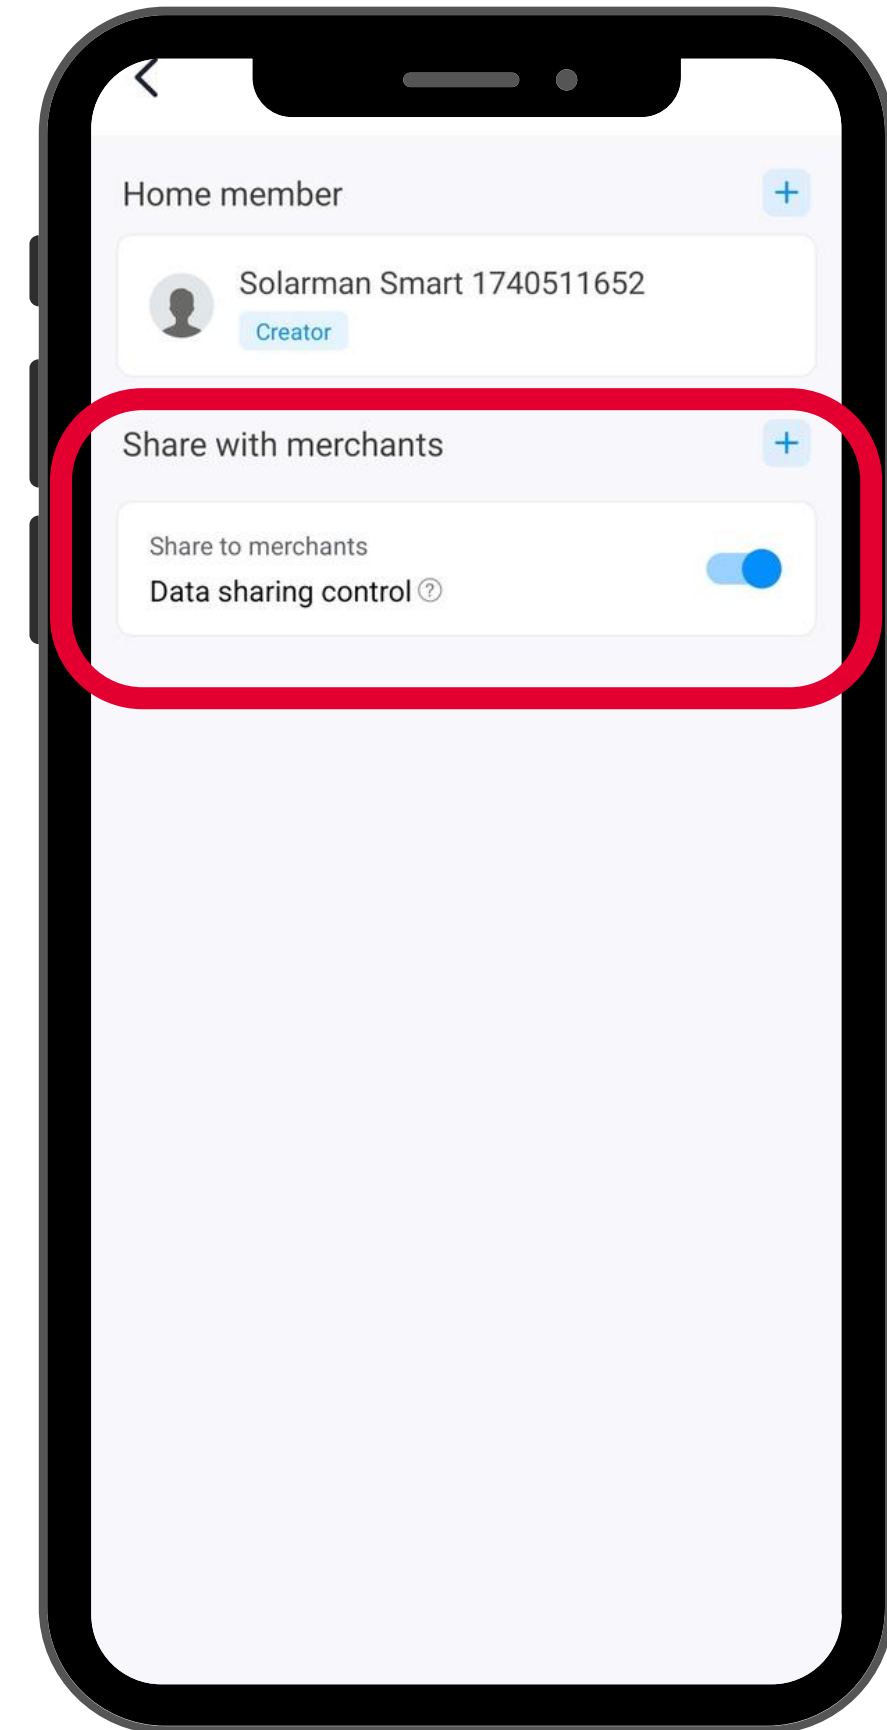 Home member
Solarman Smart 1740511652
Creator
Share with merchants
Share to merchants
Data sharing control